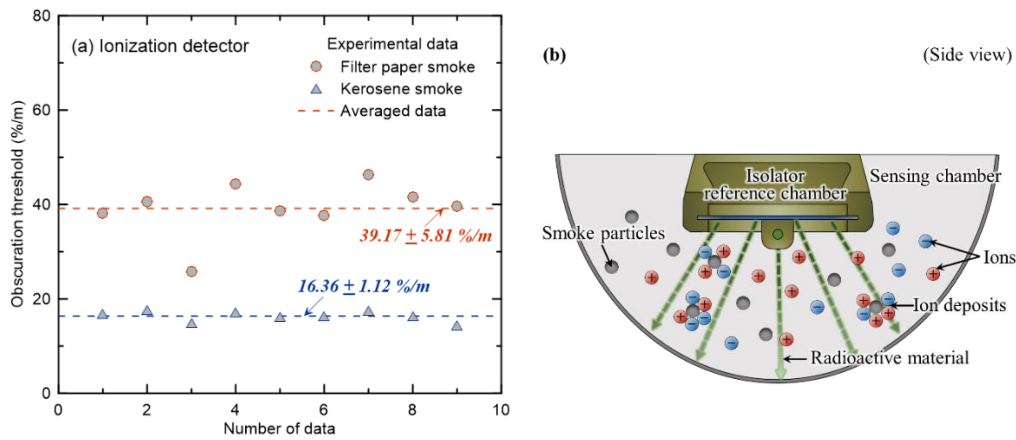 (a) Ionization detector
Experimental data
Filter paper smoke
Kerosene smoke
Averaged data
Obscuration threshold (%/m)
80
60
40
20
0
39.17 ± 5.81 %/m
16.36 ± 1.12 %/m
0 2 4 6 8 10
Number of data
(b)
(Side view)
Isolator
reference chamber
Sensing chamber
Smoke particles
Ions
Ion deposits
Radioactive material